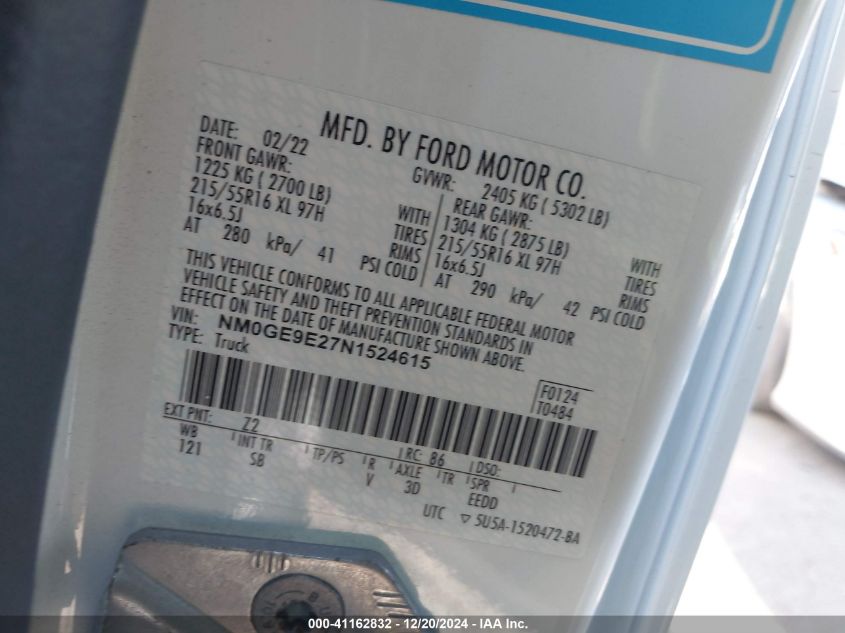 MFD. BY FORD MOTOR CO.
DATE: 02/22 GVWR: 2405 KG ( 5302 LB)
FRONT GAWR: REAR GAWR:
1225 KG ( 2700 LB) WITH 1304 KG ( 2875 LB) WITH
215/55R16 XL 97H TIRES 215/55R16 XL 97H TIRES
16x6.5J RIMS 16x6.5J RIMS
AT 280 kPa/ 41 PSI COLD AT 290 kPa/ 42 PSI COLD
THIS VEHICLE CONFORMS TO ALL APPLICABLE FEDERAL MOTOR
VEHICLE SAFETY AND THEFT PREVENTION STANDARDS IN
EFFECT ON THE DATE OF MANUFACTURE SHOWN ABOVE.
VIN: NM0GE9E27N1524615
TYPE: Truck
F0124
T0484
EXT PNT: Z2 RC: 86 DSO:
WB INT TR TP/PS R AXLE TR SPR
121 SB V 3D EEDD
UTC ▽ 5U5A-1520472-BA
000-41162832 - 12/20/2024 - IAA Inc.